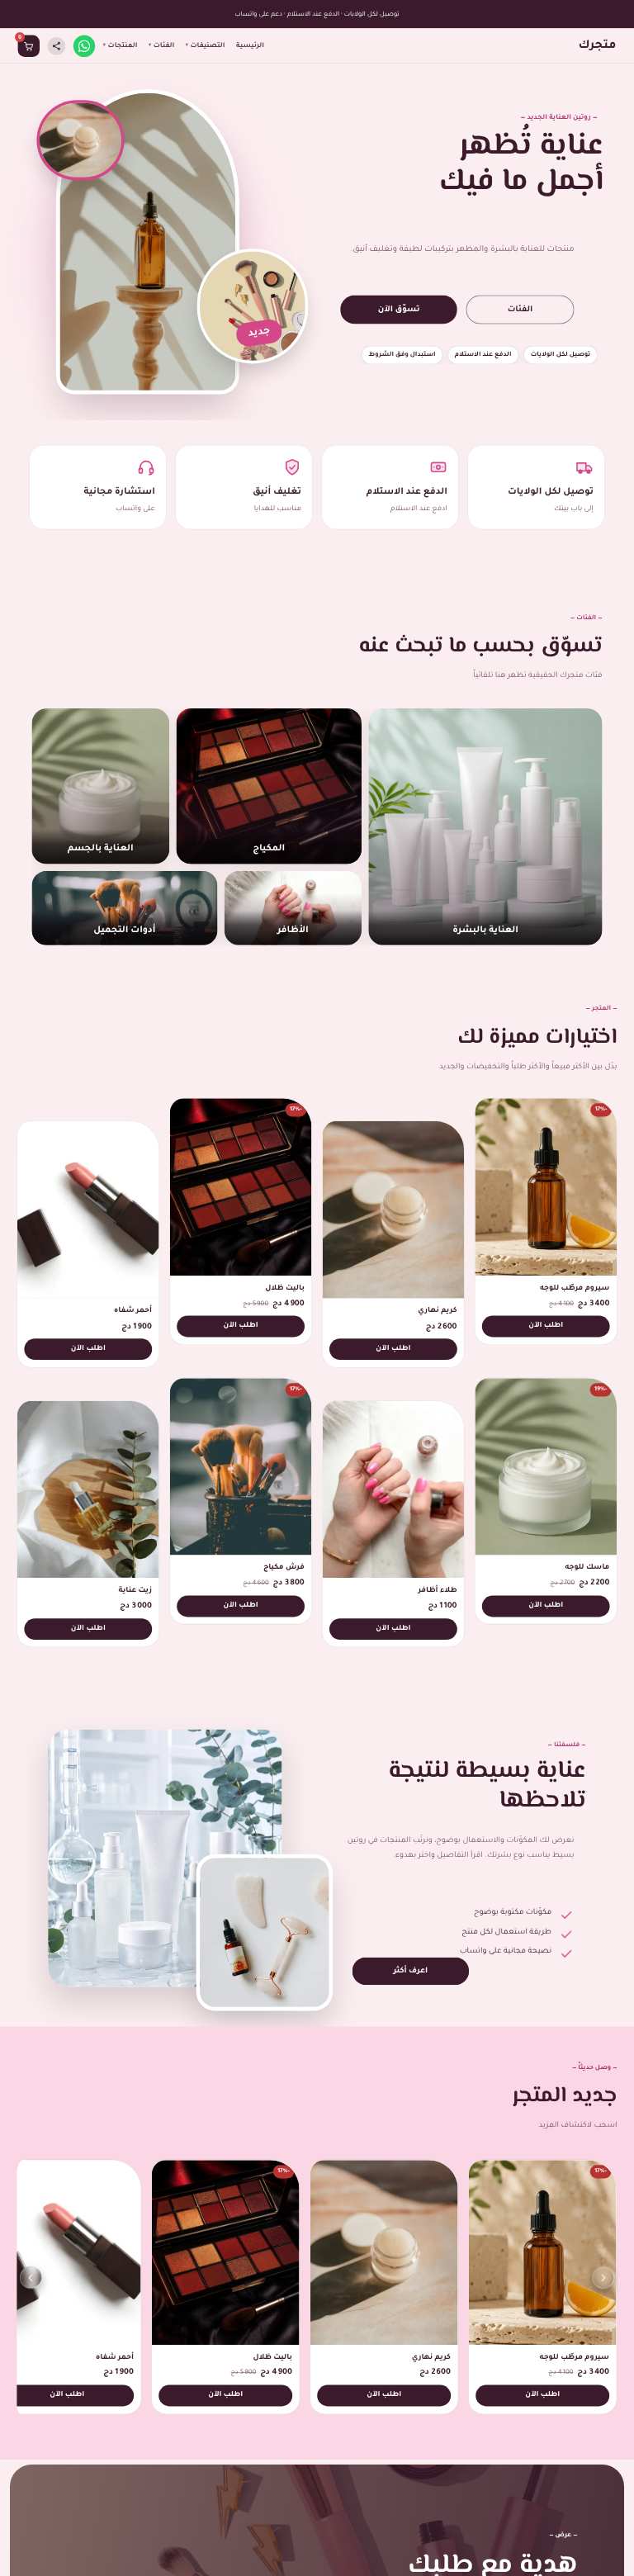 توصيل لكل الولايات · الدفع عند الاستلام · دعم على واتساب
متجرك
الرئيسية
التصنيفات
الفئات
المنتجات
– روتين العناية الجديد –
عناية تُظهر
أجمل ما فيك
منتجات للعناية بالبشرة والمظهر بتركيبات لطيفة وتغليف أنيق.
الفئات
تسوّق الآن
توصيل لكل الولايات
الدفع عند الاستلام
استبدال وفق الشروط
جديد
توصيل لكل الولايات
إلى باب بيتك
الدفع عند الاستلام
ادفع عند الاستلام
تغليف أنيق
مناسب للهدايا
استشارة مجانية
على واتساب
– الفئات –
تسوّق بحسب ما تبحث عنه
فئات متجرك الحقيقية تظهر هنا تلقائياً.
العناية بالبشرة
المكياج
العناية بالجسم
الأظافر
أدوات التجميل
– المتجر –
اختيارات مميزة لك
بدّل بين الأكثر مبيعاً والأكثر طلباً والتخفيضات والجديد.
-17%
سيروم مرطّب للوجه
3400 دج 4100 دج
اطلب الآن
كريم نهاري
2600 دج
اطلب الآن
-17%
باليت ظلال
4900 دج 5900 دج
اطلب الآن
أحمر شفاه
1900 دج
اطلب الآن
-19%
ماسك للوجه
2200 دج 2700 دج
اطلب الآن
طلاء أظافر
1100 دج
اطلب الآن
-17%
فرش مكياج
3800 دج 4600 دج
اطلب الآن
زيت عناية
3000 دج
اطلب الآن
– فلسفتنا –
عناية بسيطة لنتيجة
تلاحظها
نعرض لك المكوّنات والاستعمال بوضوح، ونرتّب المنتجات في روتين
بسيط يناسب نوع بشرتك. اقرأ التفاصيل واختر بهدوء.
مكوّنات مكتوبة بوضوح
طريقة استعمال لكل منتج
نصيحة مجانية على واتساب
اعرف أكثر
– وصل حديثاً –
جديد المتجر
اسحب لاكتشاف المزيد.
-17%
سيروم مرطّب للوجه
3400 دج 4100 دج
اطلب الآن
كريم نهاري
2600 دج
اطلب الآن
-17%
باليت ظلال
4900 دج
اطلب الآن
أحمر شفاه
1900 دج
اطلب الآن
– عرض –
هدية مع طلبك